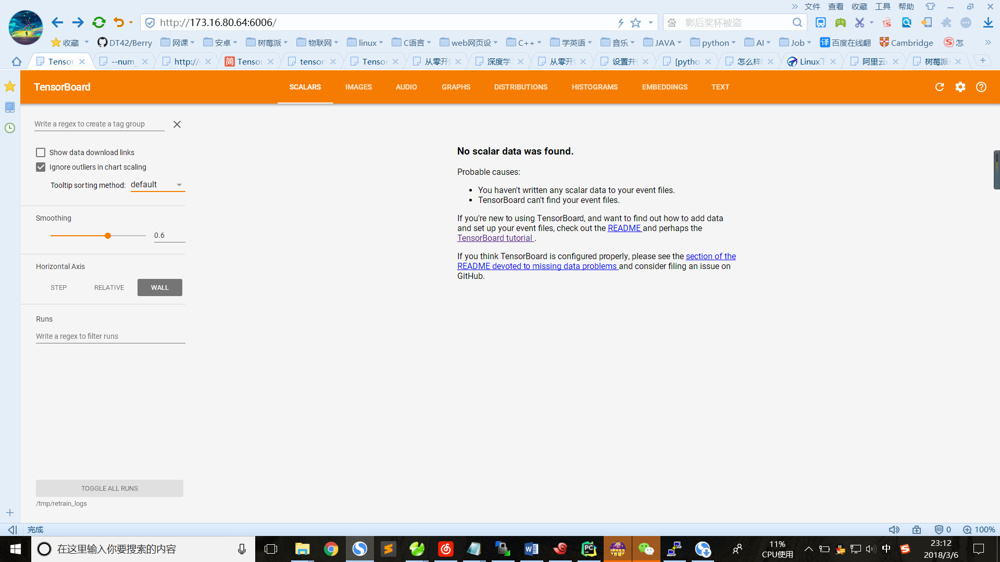 » 文件 查看 收藏 工具 帮助
http://173.16.80.64:6006/
影后奖杯被盗
收藏 DT42/Berry 网课 安卓 树莓派 物联网 linux C语言 web网页设 C++ 学英语 音乐 JAVA python AI Job 译 百度在线翻 Cambridge 怎 »
Tensor --num_ http:// 简 Tensor tensor Tensor 从零开 深度学 从零开 设置并 [pytho 怎么样 Linux下 阿里云 树莓派
TensorBoard SCALARS IMAGES AUDIO GRAPHS DISTRIBUTIONS HISTOGRAMS EMBEDDINGS TEXT
Write a regex to create a tag group
Show data download links
Ignore outliers in chart scaling
Tooltip sorting method: default
Smoothing
0.6
Horizontal Axis
STEP RELATIVE WALL
Runs
Write a regex to filter runs
TOGGLE ALL RUNS
/tmp/retrain_logs
No scalar data was found.
Probable causes:
• You haven't written any scalar data to your event files.
• TensorBoard can't find your event files.
If you're new to using TensorBoard, and want to find out how to add data
and set up your event files, check out the README and perhaps the
TensorBoard tutorial .
If you think TensorBoard is configured properly, please see the section of the
README devoted to missing data problems and consider filing an issue on
GitHub.
完成
0 100%
在这里输入你要搜索的内容
11%
CPU使用
中
23:12
2018/3/6